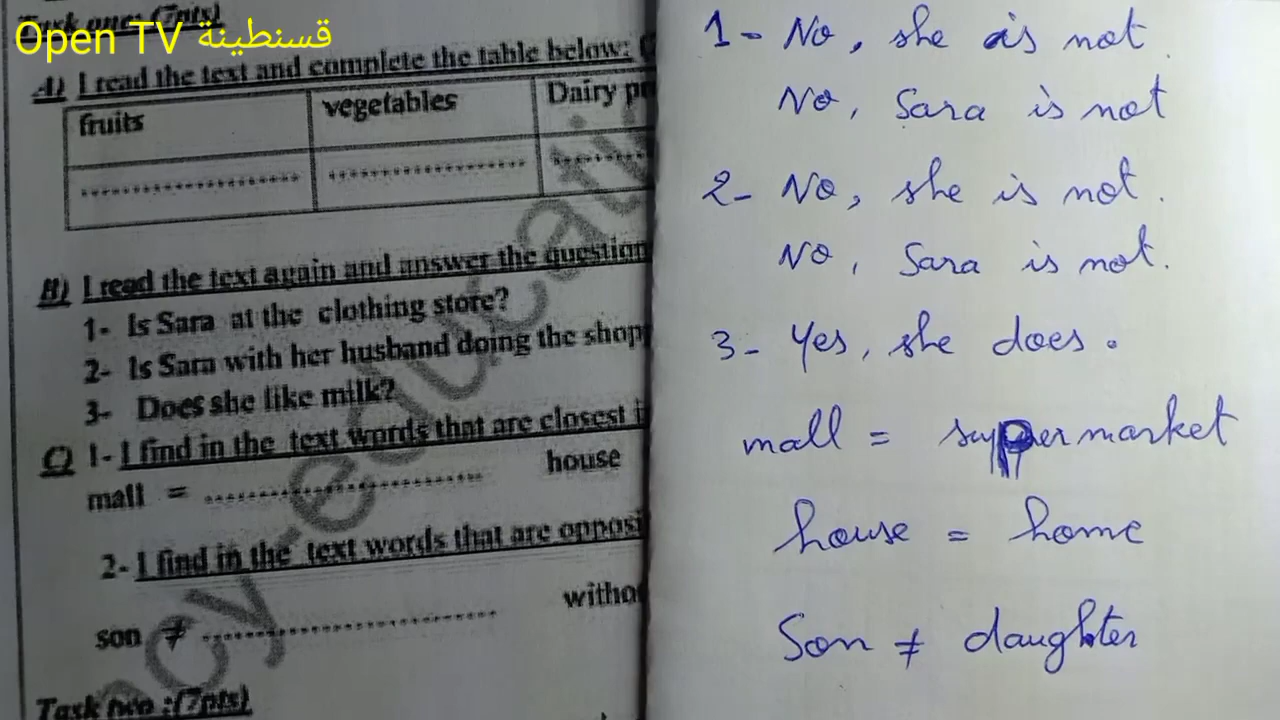 Task one: (7pts)
Open TV قسنطينة
A) I read the text and complete the table below:
fruits vegetables Dairy
B) I read the text again and answer the question
1- Is Sara at the clothing store?
2- Is Sara with her husband doing the shopp
3- Does she like milk?
C) 1- I find in the text words that are closest i
mall = .................... house
2- I find in the text words that are opposi
son ≠ .................... witho
Task two :(7pts)
1- No, she is not.
No, Sara is not
2- No, she is not.
No, Sara is not.
3- Yes, she does.
mall = supermarket
house = home
Son ≠ daughter